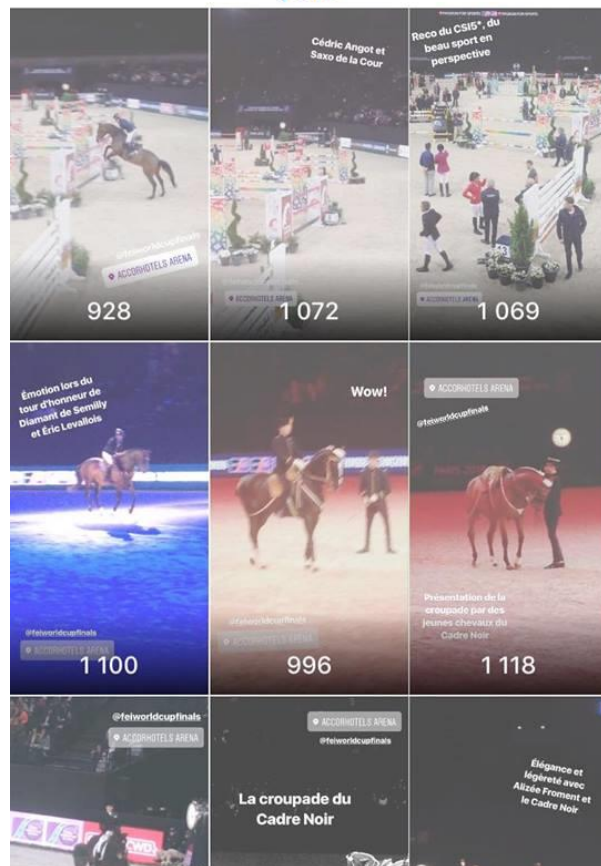 @feiworldcupfinals
ACCORHOTELS ARENA
928
Cédric Angot et
Saxo de la Cour
@feiworldcupfinals
ACCORHOTELS ARENA
1 072
Reco du CSI5*, du
beau sport en
perspective
@feiworldcupfinals
ACCORHOTELS ARENA
1 069
Émotion lors du
tour d'honneur de
Diamant de Semilly
et Éric Levallois
@feiworldcupfinals
ACCORHOTELS ARENA
1 100
Wow!
@feiworldcupfinals
ACCORHOTELS ARENA
996
ACCORHOTELS ARENA
@feiworldcupfinals
Présentation de la
croupade par des
jeunes chevaux du
Cadre Noir
1 118
@feiworldcupfinals
ACCORHOTELS ARENA
CWD
ACCORHOTELS ARENA
@feiworldcupfinals
La croupade du
Cadre Noir
Élégance et
légèreté avec
Alizée Froment et
le Cadre Noir